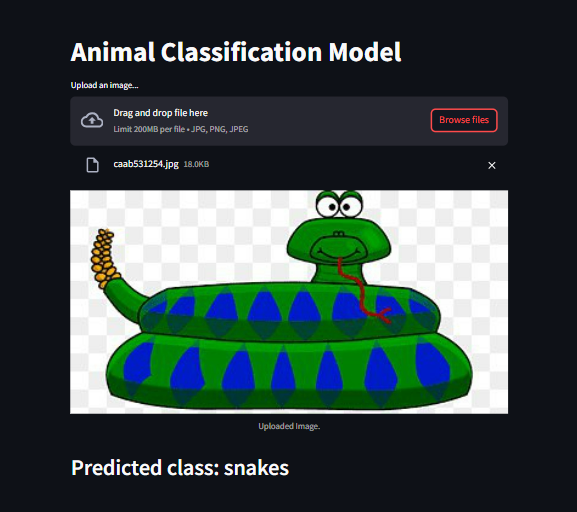 Animal Classification Model
Upload an image...
Drag and drop file here
Limit 200MB per file • JPG, PNG, JPEG
Browse files
caab531254.jpg 18.0KB
Uploaded Image.
Predicted class: snakes